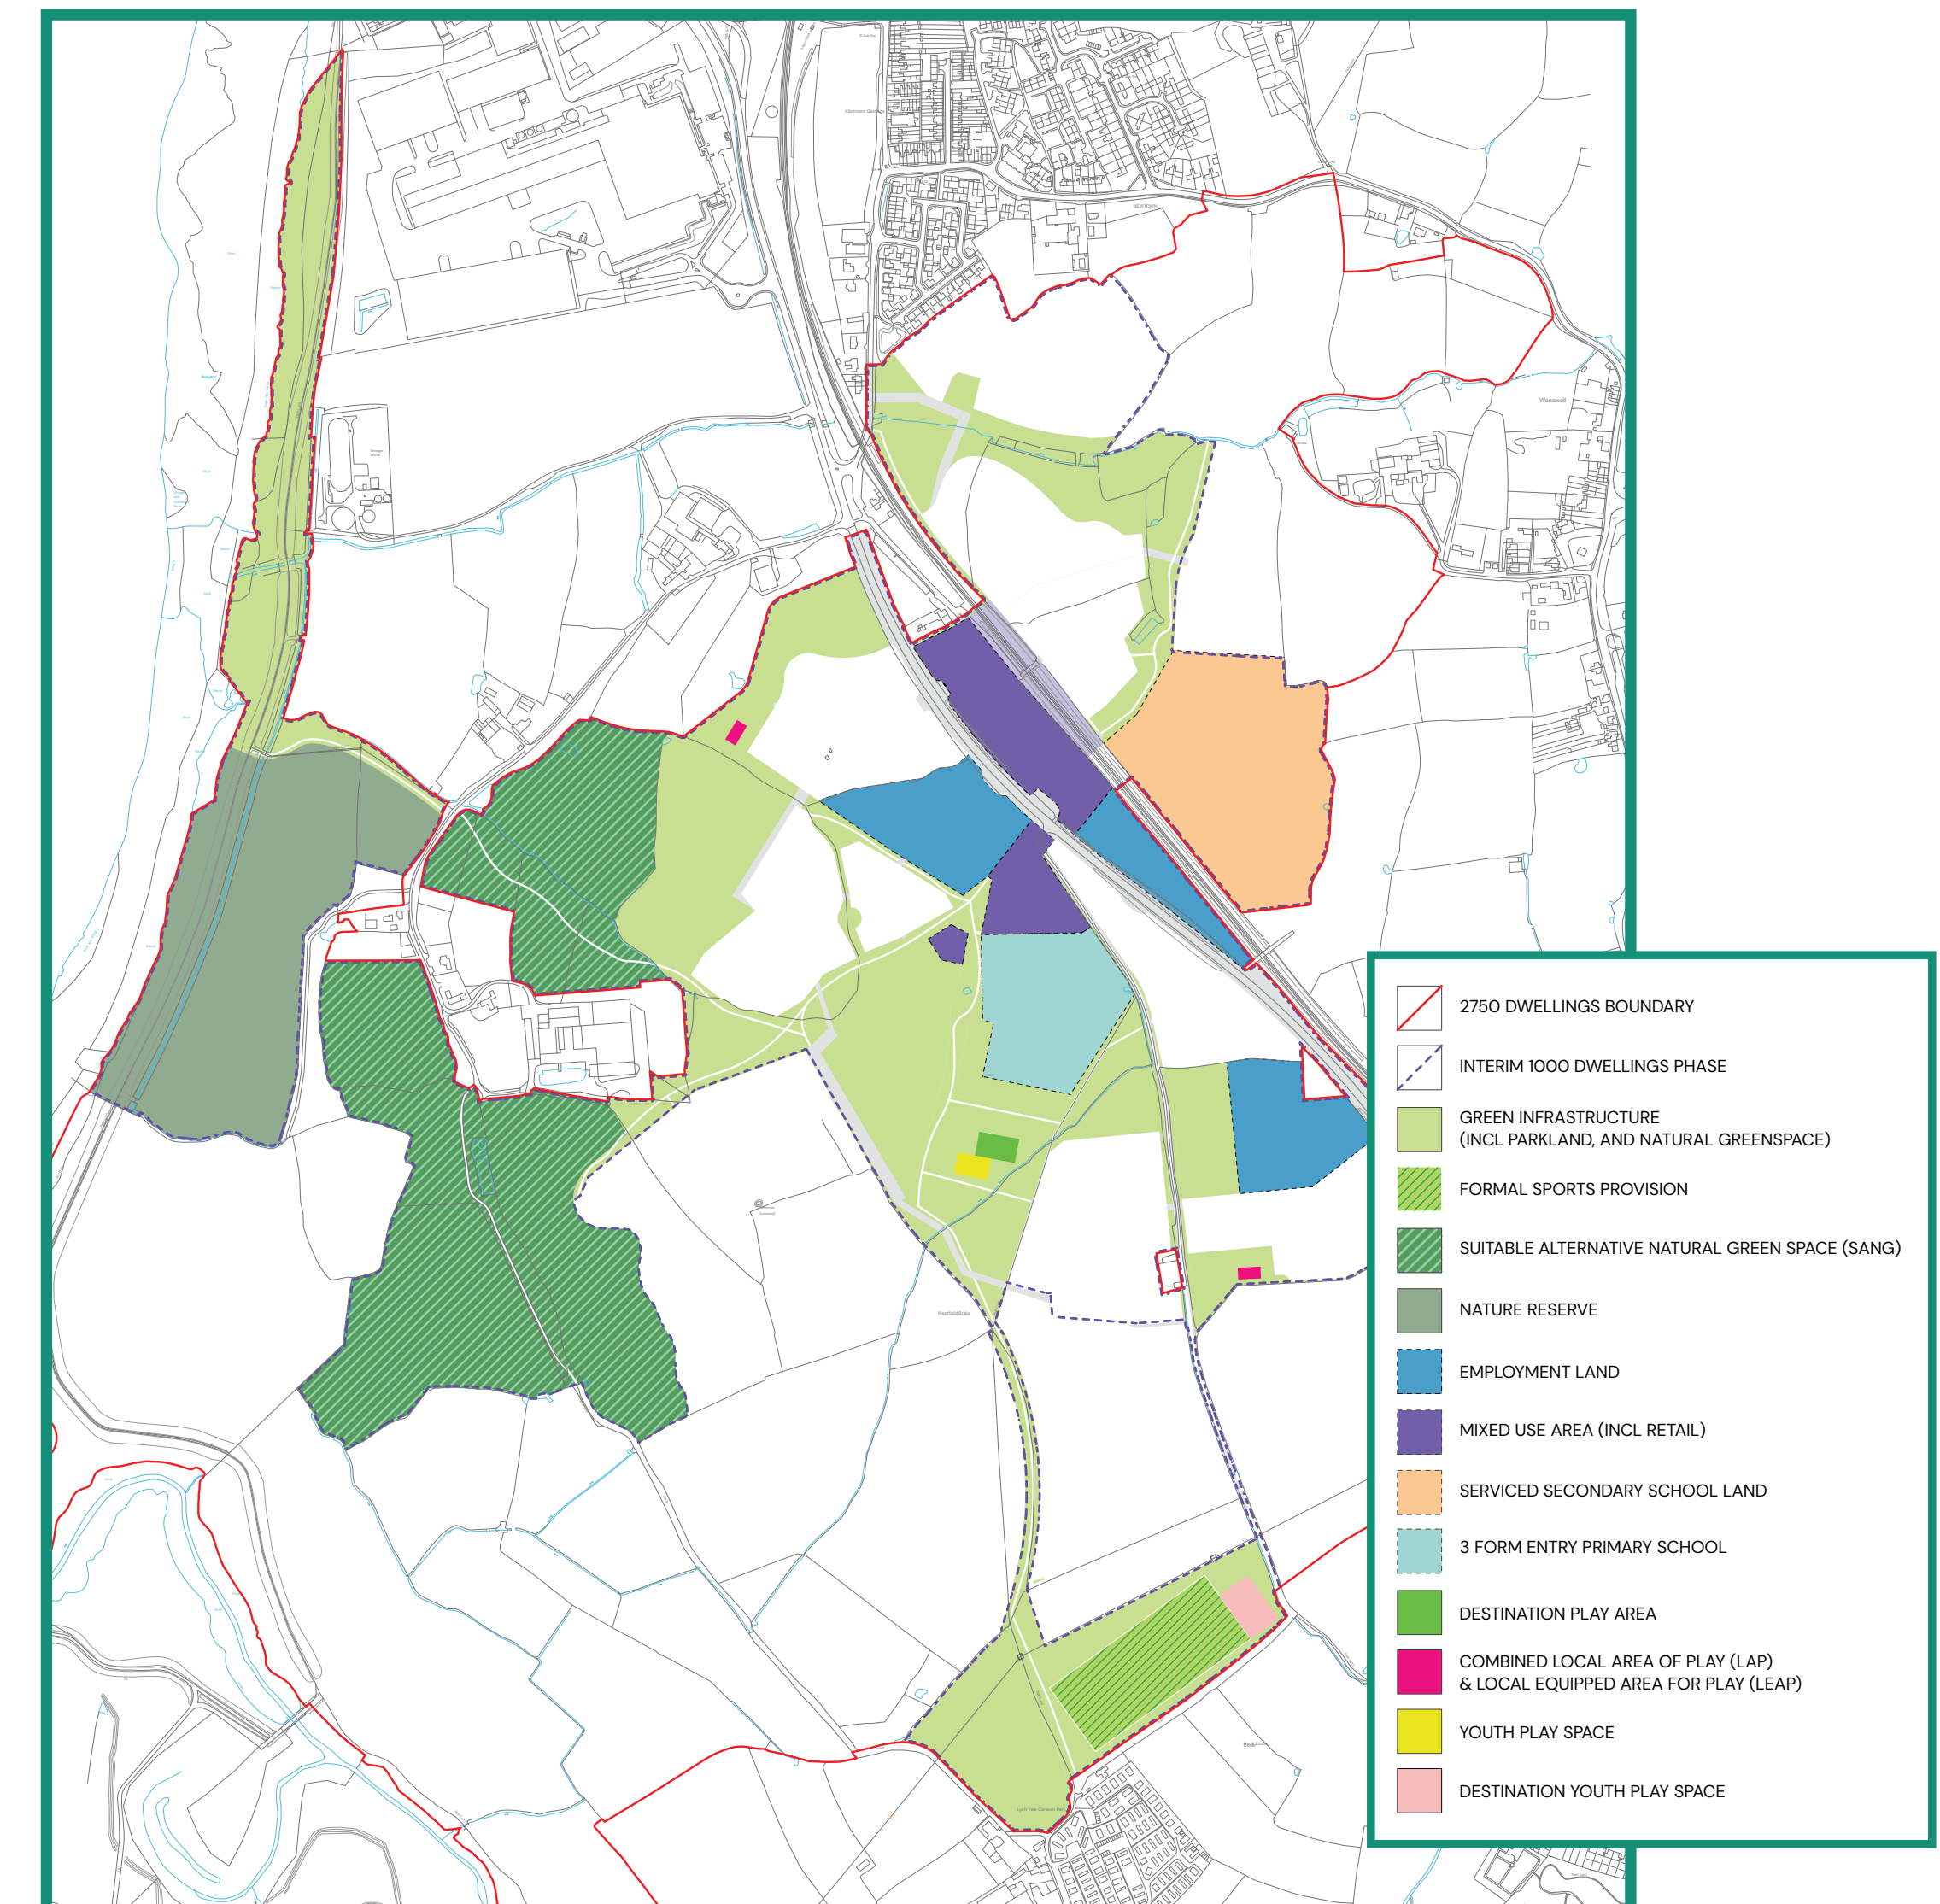 NEWTOWN
Wanswell
2750 DWELLINGS BOUNDARY
INTERIM 1000 DWELLINGS PHASE
GREEN INFRASTRUCTURE
(INCL PARKLAND, AND NATURAL GREENSPACE)
FORMAL SPORTS PROVISION
SUITABLE ALTERNATIVE NATURAL GREEN SPACE (SANG)
NATURE RESERVE
EMPLOYMENT LAND
MIXED USE AREA (INCL RETAIL)
SERVICED SECONDARY SCHOOL LAND
3 FORM ENTRY PRIMARY SCHOOL
DESTINATION PLAY AREA
COMBINED LOCAL AREA OF PLAY (LAP)
& LOCAL EQUIPPED AREA FOR PLAY (LEAP)
YOUTH PLAY SPACE
DESTINATION YOUTH PLAY SPACE